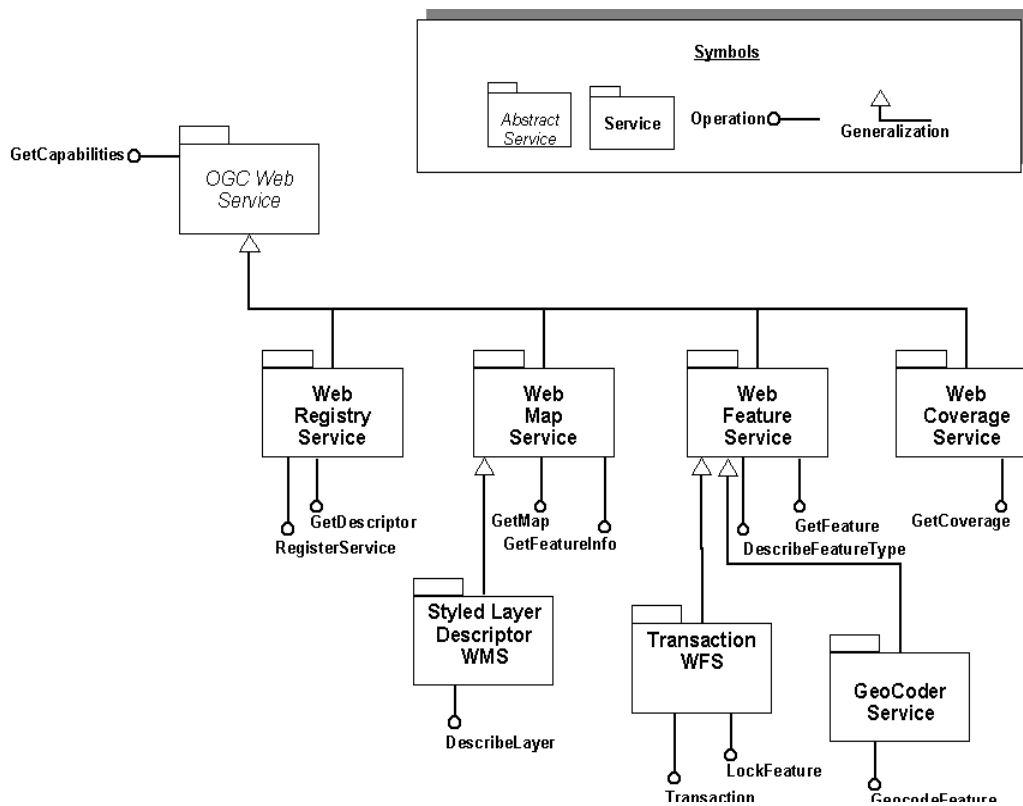 Symbols
Abstract
Service
Service
Operation
Generalization
GetCapabilities
OGC Web
Service
Web
Registry
Service
Web
Map
Service
Web
Feature
Service
Web
Coverage
Service
GetDescriptor
RegisterService
GetMap
GetFeatureInfo
GetFeature
DescribeFeatureType
GetCoverage
Styled Layer
Descriptor
WMS
Transaction
WFS
GeoCoder
Service
DescribeLayer
LockFeature
Transaction
GeocodeFeature